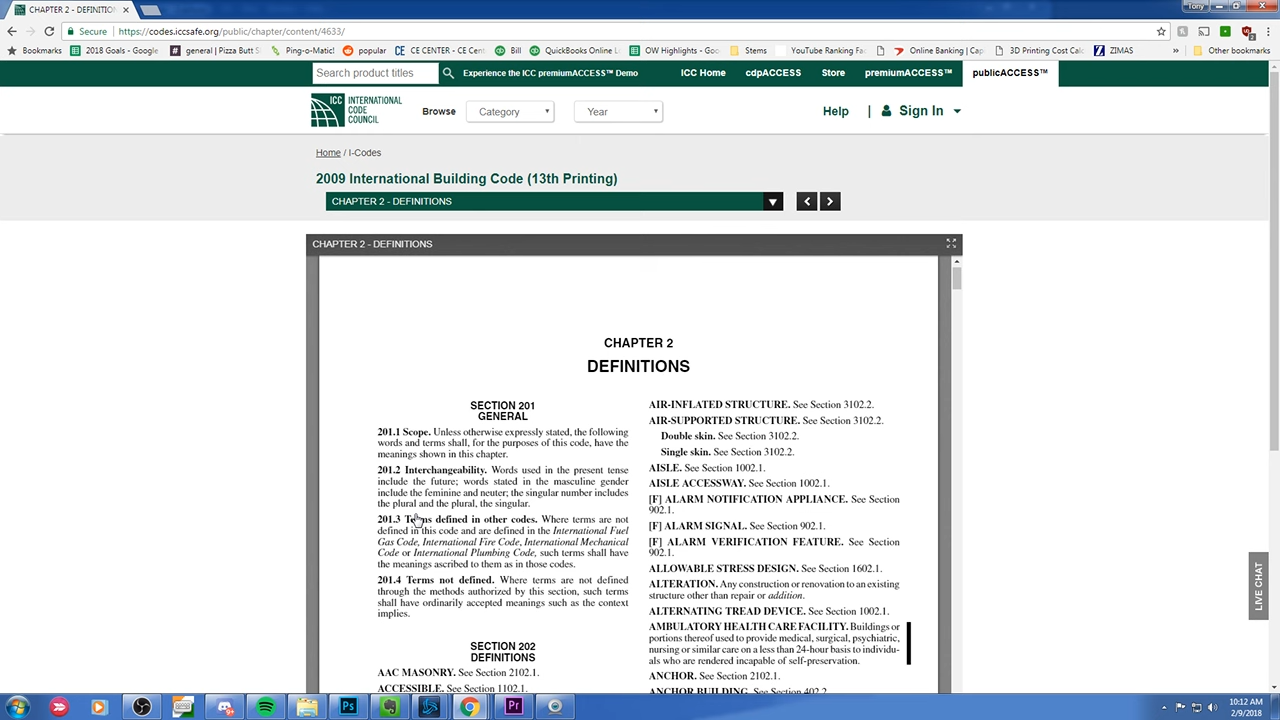 CHAPTER 2 - DEFINITION
Tony
Secure
https://codes.iccsafe.org/public/chapter/content/4633/
Bookmarks
2018 Goals - Google
general | Pizza Butt S
Ping-o-Matic!
popular
CE CENTER - CE Cent
Bill
QuickBooks Online L
OW Highlights - Goo
Stems
YouTube Ranking Fa
Online Banking | Cap
3D Printing Cost Calc
ZIMAS
»
Other bookmarks
Search product titles
Experience the ICC premiumACCESS™ Demo
ICC Home
cdpACCESS
Store
premiumACCESS™
publicACCESS™
ICC
INTERNATIONAL
CODE
COUNCIL
Browse
Category
Year
Help
|
Sign In
Home / I-Codes
2009 International Building Code (13th Printing)
CHAPTER 2 - DEFINITIONS
CHAPTER 2 - DEFINITIONS
CHAPTER 2
DEFINITIONS
SECTION 201
GENERAL
201.1 Scope. Unless otherwise expressly stated, the following
words and terms shall, for the purposes of this code, have the
meanings shown in this chapter.
201.2 Interchangeability. Words used in the present tense
include the future; words stated in the masculine gender
include the feminine and neuter; the singular number includes
the plural and the plural, the singular.
201.3 Terms defined in other codes. Where terms are not
defined in this code and are defined in the International Fuel
Gas Code, International Fire Code, International Mechanical
Code or International Plumbing Code, such terms shall have
the meanings ascribed to them as in those codes.
201.4 Terms not defined. Where terms are not defined
through the methods authorized by this section, such terms
shall have ordinarily accepted meanings such as the context
implies.
SECTION 202
DEFINITIONS
AAC MASONRY. See Section 2102.1.
ACCESSIBLE. See Section 1102.1.
AIR-INFLATED STRUCTURE. See Section 3102.2.
AIR-SUPPORTED STRUCTURE. See Section 3102.2.
Double skin. See Section 3102.2.
Single skin. See Section 3102.2.
AISLE. See Section 1002.1.
AISLE ACCESSWAY. See Section 1002.1.
[F] ALARM NOTIFICATION APPLIANCE. See Section
902.1.
[F] ALARM SIGNAL. See Section 902.1.
[F] ALARM VERIFICATION FEATURE. See Section
902.1.
ALLOWABLE STRESS DESIGN. See Section 1602.1.
ALTERATION. Any construction or renovation to an existing
structure other than repair or addition.
ALTERNATING TREAD DEVICE. See Section 1002.1.
AMBULATORY HEALTH CARE FACILITY. Buildings or
portions thereof used to provide medical, surgical, psychiatric,
nursing or similar care on a less than 24-hour basis to individu-
als who are rendered incapable of self-preservation.
ANCHOR. See Section 2102.1.
ANCHOR BUILDING. See Section 402.2.
LIVE CHAT
Ps
Pr
10:12 AM
2/9/2018